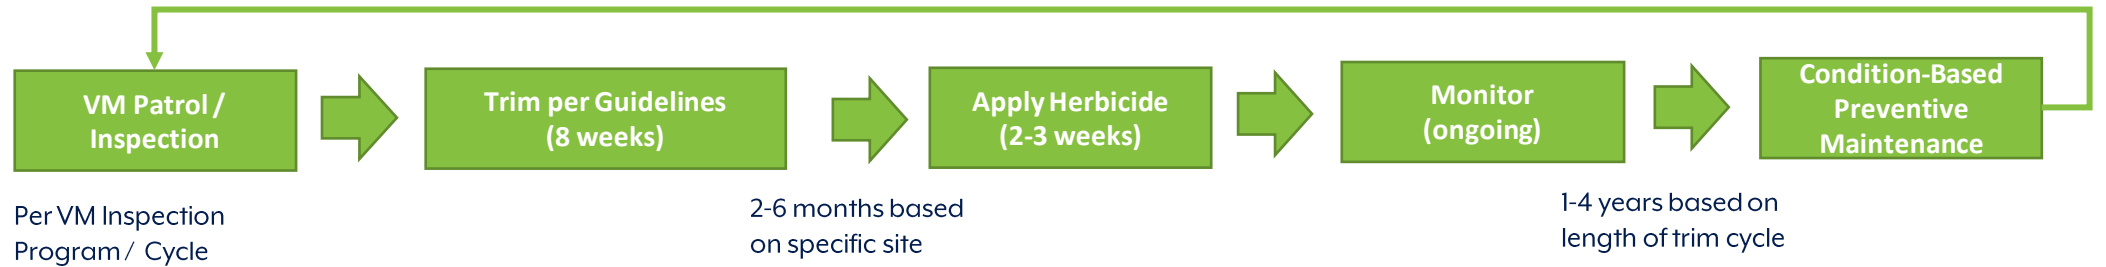 VM Patrol /
Inspection
Trim per Guidelines
(8 weeks)
Apply Herbicide
(2-3 weeks)
Monitor
(ongoing)
Condition-Based
Preventive
Maintenance
Per VM Inspection
Program / Cycle
2-6 months based
on specific site
1-4 years based on
length of trim cycle